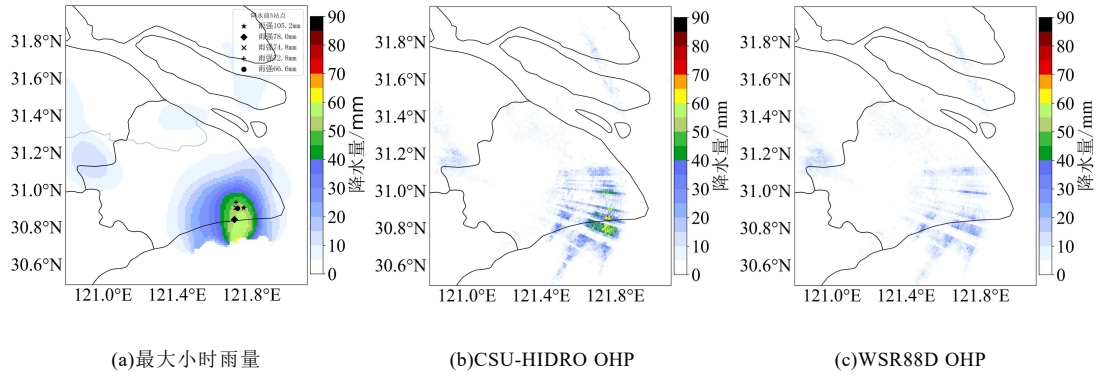 降水前5站点
★ 雨强105.2mm
◆ 雨强78.0mm
× 雨强74.8mm
+ 雨强72.8mm
● 雨强66.6mm
31.8°N
31.6°N
31.4°N
31.2°N
31.0°N
30.8°N
30.6°N
121.0°E 121.4°E 121.8°E
90
80
70
60
50
40
30
20
10
0
降水量/mm
(a)最大小时雨量
31.8°N
31.6°N
31.4°N
31.2°N
31.0°N
30.8°N
30.6°N
121.0°E 121.4°E 121.8°E
90
80
70
60
50
40
30
20
10
0
降水量/mm
(b)CSU-HIDRO OHP
31.8°N
31.6°N
31.4°N
31.2°N
31.0°N
30.8°N
30.6°N
121.0°E 121.4°E 121.8°E
90
80
70
60
50
40
30
20
10
0
降水量/mm
(c)WSR88D OHP